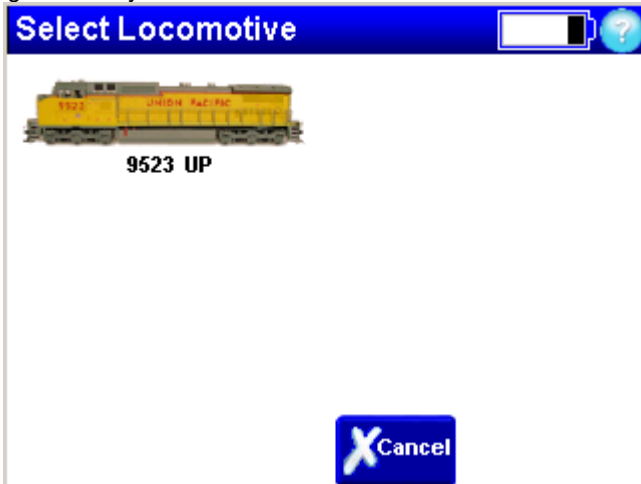 Select Locomotive
?
9523 UNION PACIFIC
9523 UP
Cancel